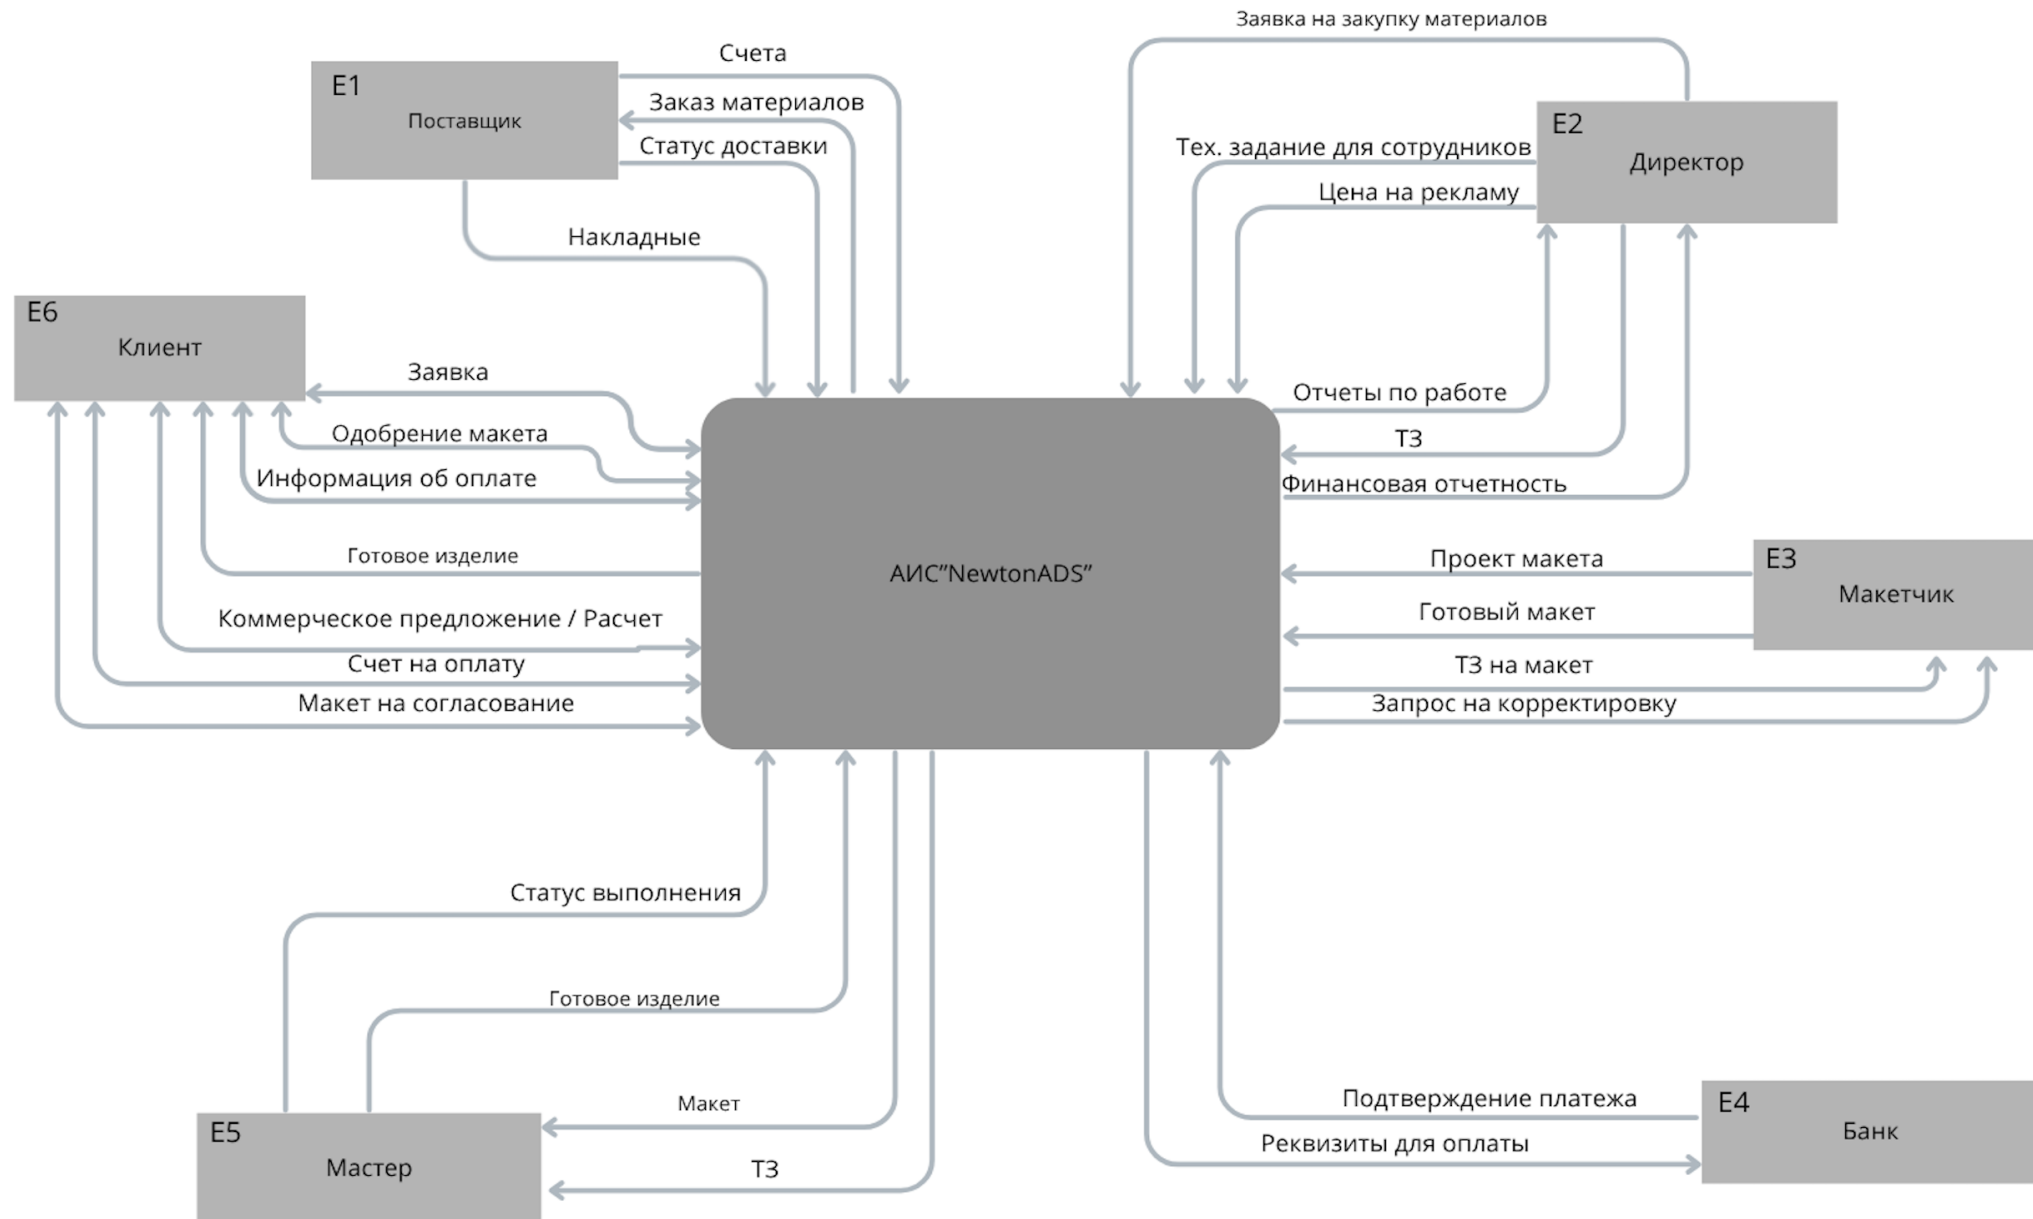 Заявка на закупку материалов
Счета
E1
Поставщик
Заказ материалов
Статус доставки
Накладные
E2
Директор
Тех. задание для сотрудников
Цена на рекламу
E6
Клиент
Заявка
Одобрение макета
Информация об оплате
Готовое изделие
Коммерческое предложение / Расчет
Счет на оплату
Макет на согласование
АИС”NewtonADS”
Отчеты по работе
ТЗ
Финансовая отчетность
E3
Макетчик
Проект макета
Готовый макет
ТЗ на макет
Запрос на корректировку
Статус выполнения
Готовое изделие
Макет
ТЗ
E5
Мастер
Подтверждение платежа
Реквизиты для оплаты
E4
Банк